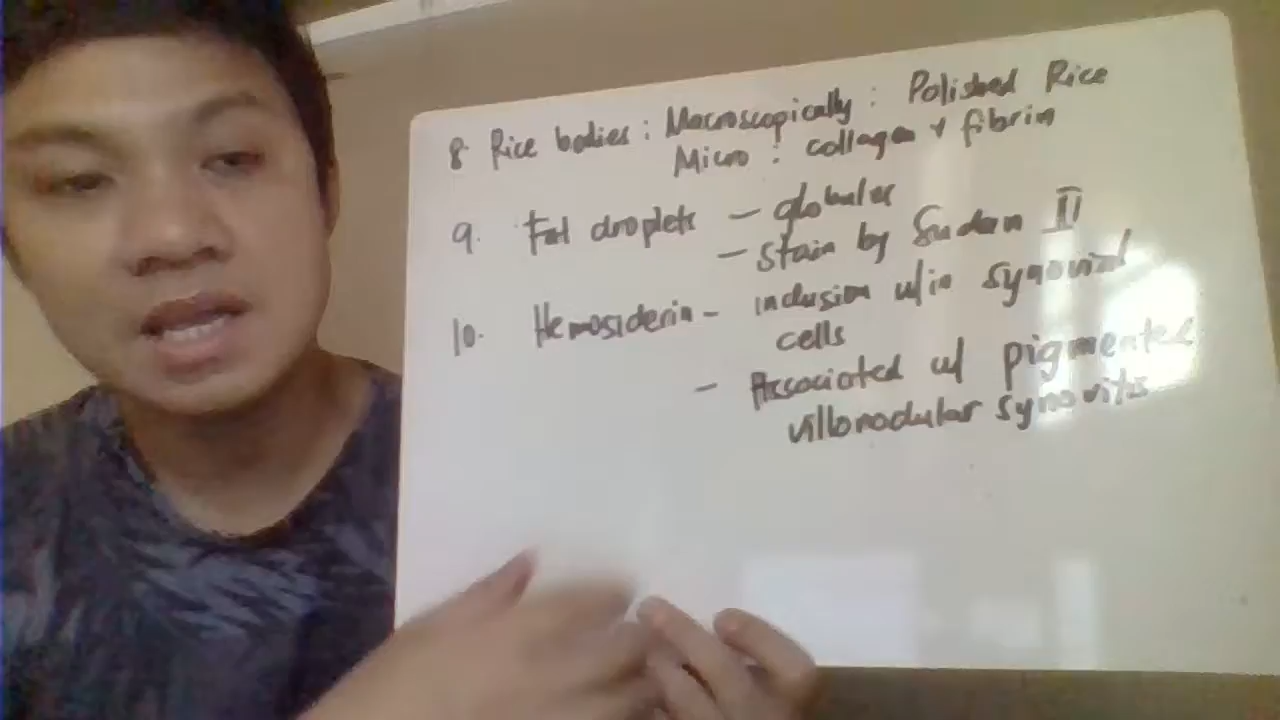 8. Rice bodies: Macroscopically: Polished Rice
Micro: collagen & fibrin
9. Fat droplets - globules
- stain by Sudan III
10. Hemosiderin - inclusion w/in synovial
cells
- Associated w/ pigmented
villonodular synovitis